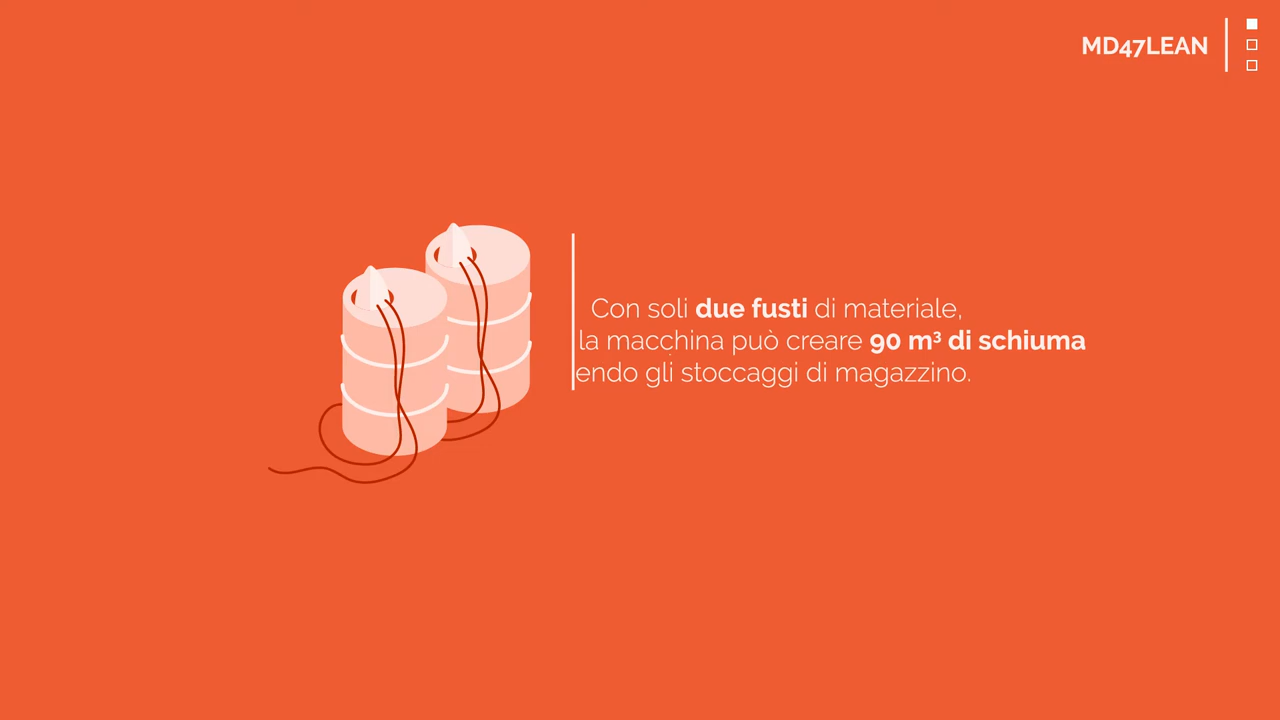 MD47LEAN
Con soli due fusti di materiale,
la macchina può creare 90 m³ di schiuma
endo gli stoccaggi di magazzino.